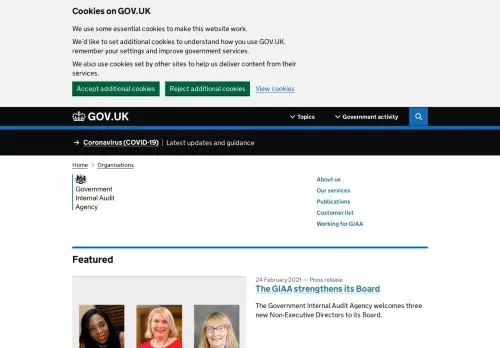 Cookies on GOV.UK
We use some essential cookies to make this website work.
We'd like to set additional cookies to understand how you use GOV.UK,
remember your settings and improve government services.
We also use cookies set by other sites to help us deliver content from their
services.
Accept additional cookies Reject additional cookies View cookies
GOV.UK Topics Government activity
→ Coronavirus (COVID-19) Latest updates and guidance
Home > Organisations
Government
Internal Audit
Agency
About us
Our services
Publications
Customer list
Working for GIAA
Featured
24 February 2021 — Press release
The GIAA strengthens its Board
The Government Internal Audit Agency welcomes three
new Non-Executive Directors to its Board.